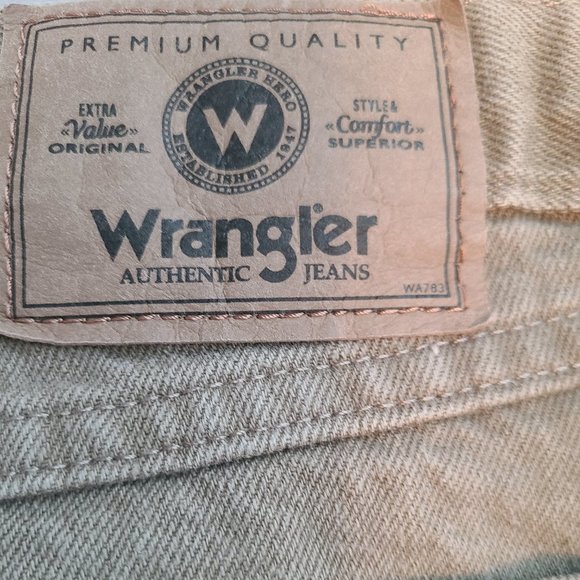 PREMIUM QUALITY
WRANGLER HERO
ESTABLISHED 1947
W
EXTRA
«Value»
ORIGINAL
STYLE &
«Comfort»
SUPERIOR
Wrangler
AUTHENTIC JEANS
WA783